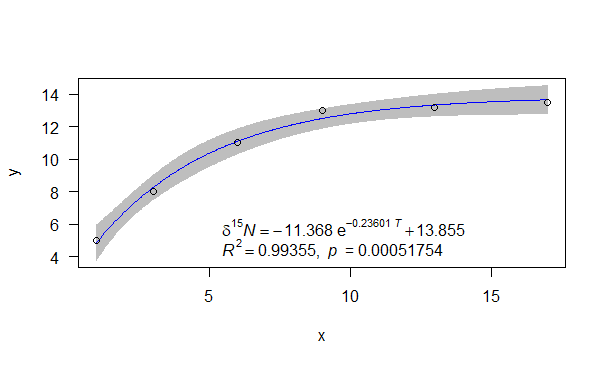 14
12
10
8
6
4
y
δ¹⁵N = −11.368 e^−0.23601 T + 13.855
R² = 0.99355, p = 0.00051754
5 10 15
x